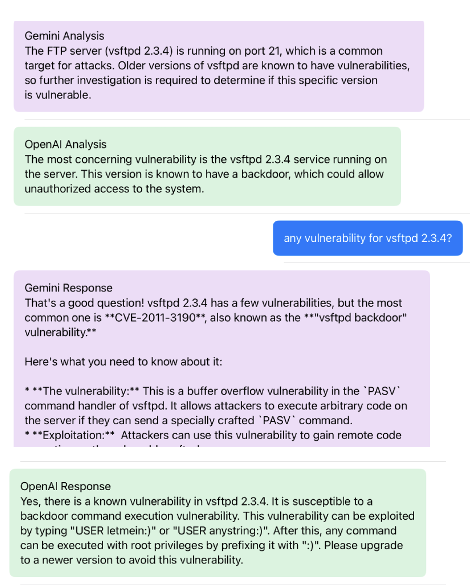 Gemini Analysis
The FTP server (vsftpd 2.3.4) is running on port 21, which is a common
target for attacks. Older versions of vsftpd are known to have vulnerabilities,
so further investigation is required to determine if this specific version
is vulnerable.
OpenAI Analysis
The most concerning vulnerability is the vsftpd 2.3.4 service running on
the server. This version is known to have a backdoor, which could allow
unauthorized access to the system.
any vulnerability for vsftpd 2.3.4?
Gemini Response
That's a good question! vsftpd 2.3.4 has a few vulnerabilities, but the most
common one is **CVE-2011-3190**, also known as the **"vsftpd backdoor"
vulnerability.**
Here's what you need to know about it:
* **The vulnerability:** This is a buffer overflow vulnerability in the `PASV`
command handler of vsftpd. It allows attackers to execute arbitrary code on
the server if they can send a specially crafted `PASV` command.
* **Exploitation:** Attackers can use this vulnerability to gain remote code
OpenAI Response
Yes, there is a known vulnerability in vsftpd 2.3.4. It is susceptible to a
backdoor command execution vulnerability. This vulnerability can be exploited
by typing "USER letmein:)" or "USER anystring:)". After this, any command
can be executed with root privileges by prefixing it with ":)". Please upgrade
to a newer version to avoid this vulnerability.